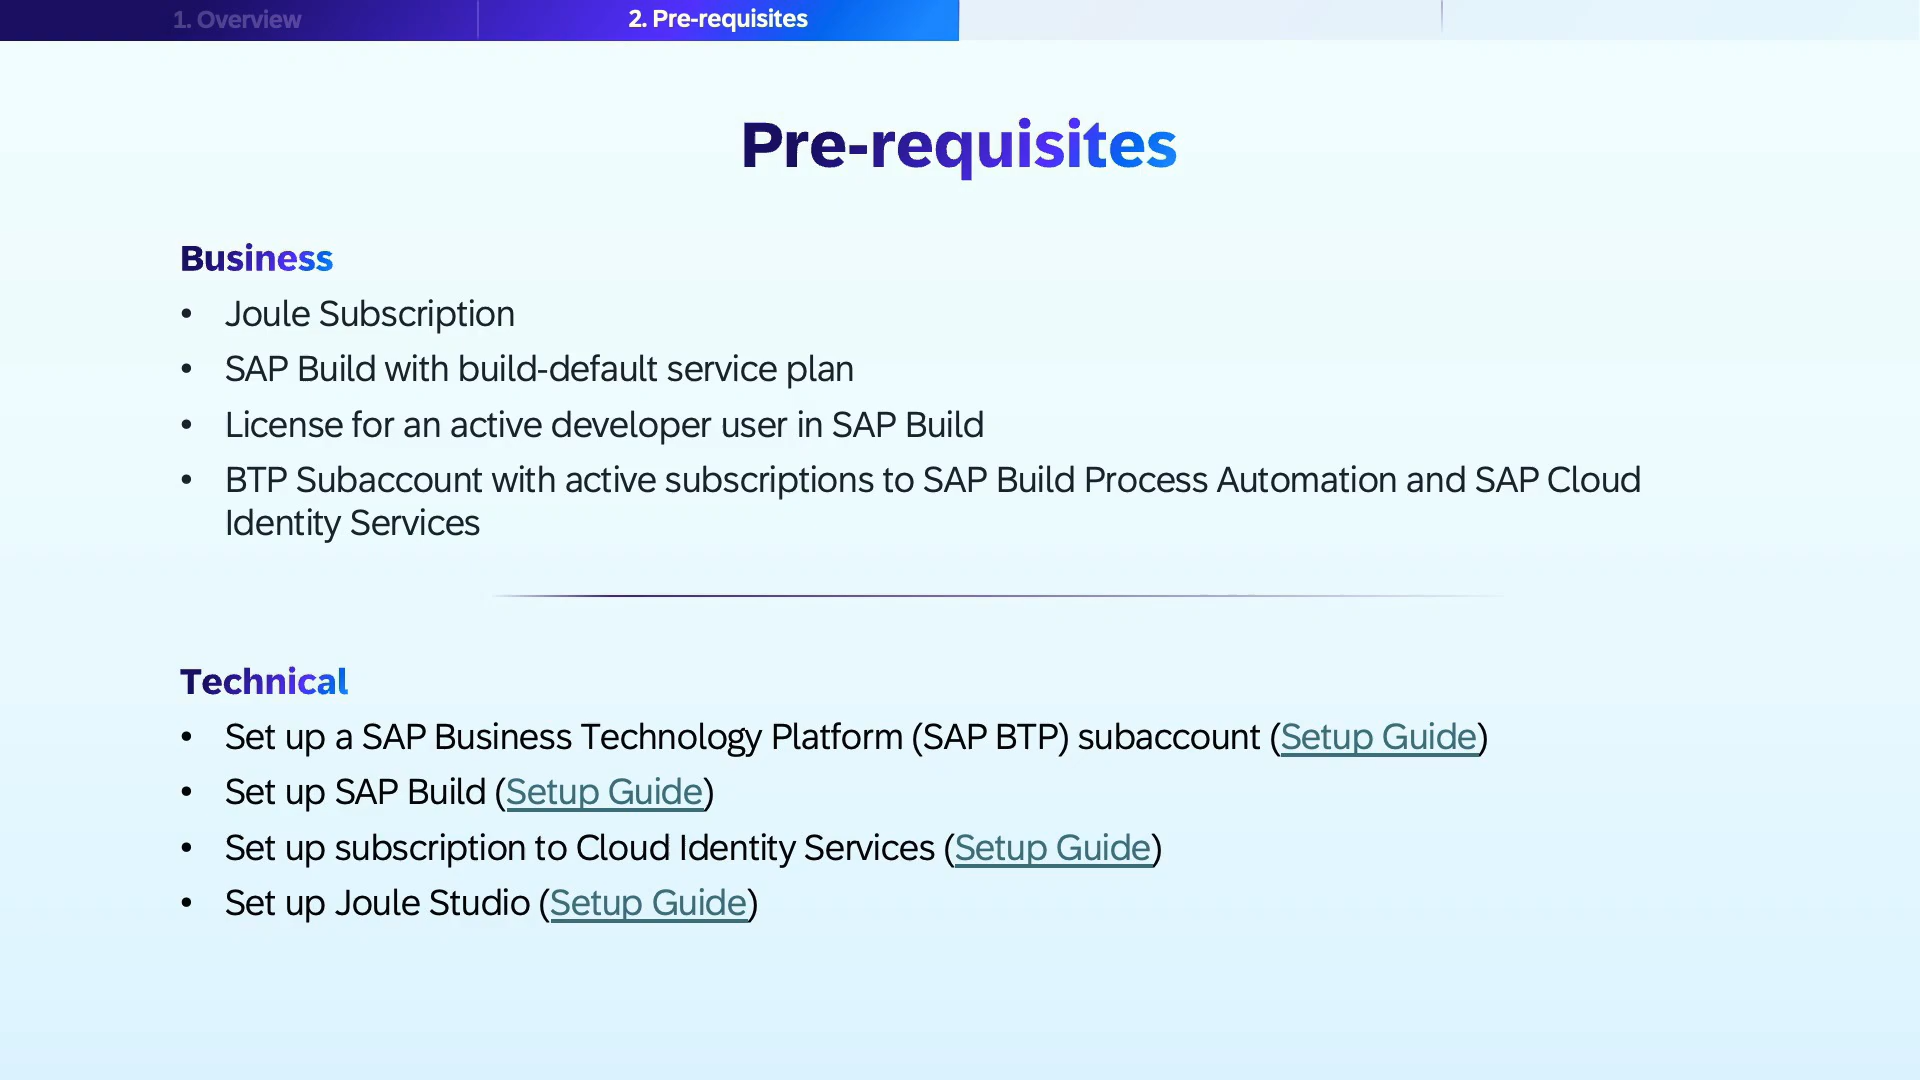 1. Overview
2. Pre-requisites
Pre-requisites
Business
• Joule Subscription
• SAP Build with build-default service plan
• License for an active developer user in SAP Build
• BTP Subaccount with active subscriptions to SAP Build Process Automation and SAP Cloud
Identity Services
Technical
• Set up a SAP Business Technology Platform (SAP BTP) subaccount (Setup Guide)
• Set up SAP Build (Setup Guide)
• Set up subscription to Cloud Identity Services (Setup Guide)
• Set up Joule Studio (Setup Guide)